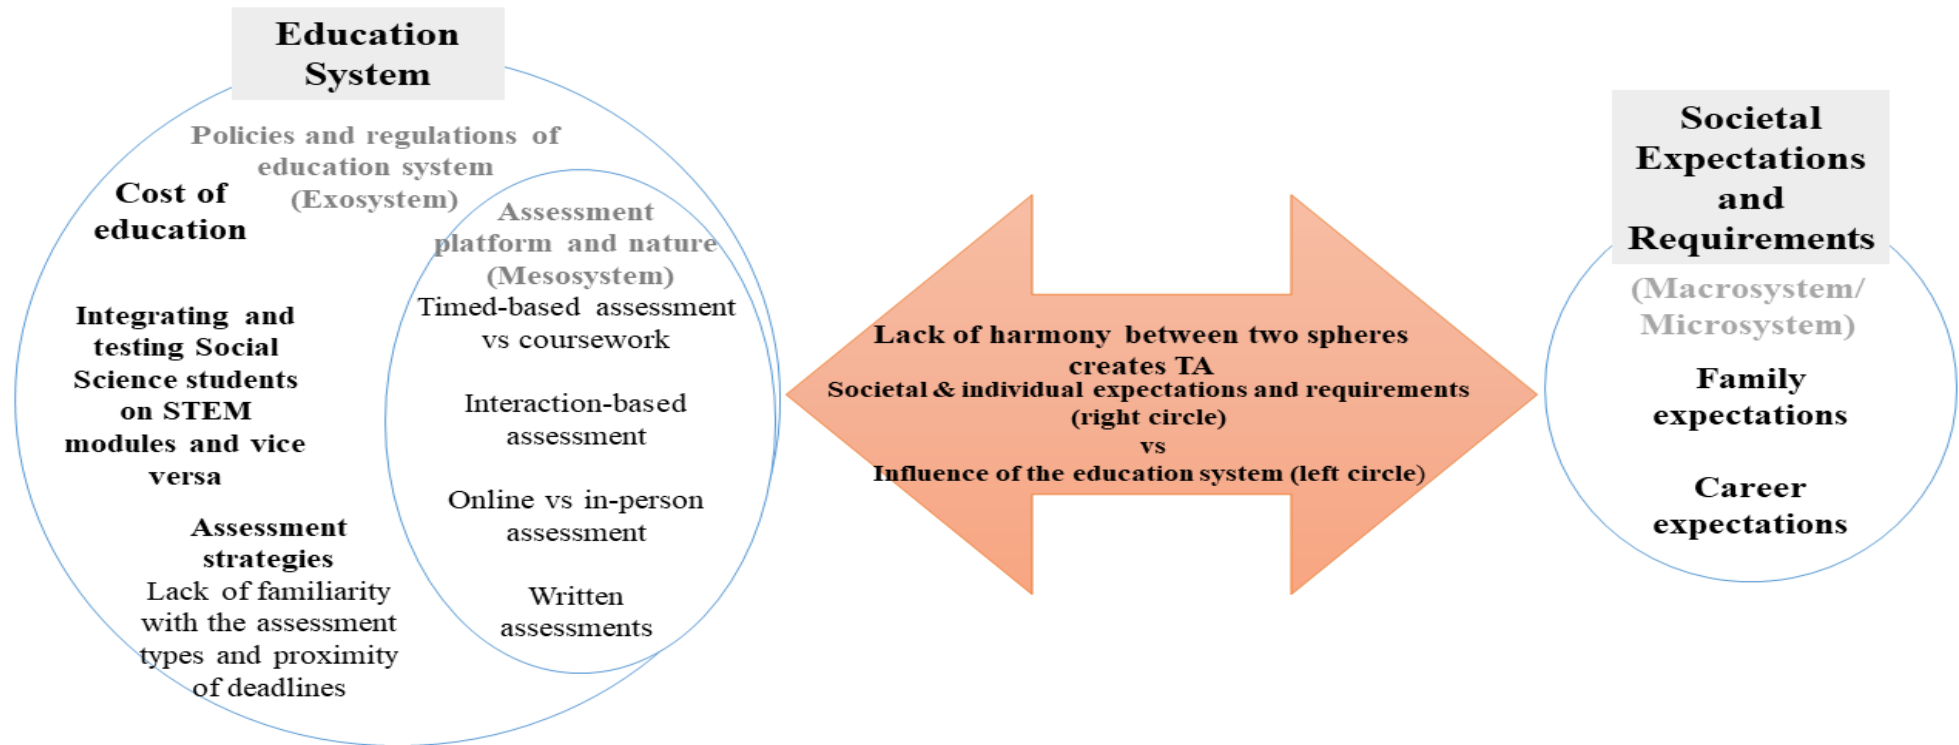 Education
System
Policies and regulations of
education system
(Exosystem)
Cost of
education
Integrating and
testing Social
Science students
on STEM
modules and vice
versa
Assessment
strategies
Lack of familiarity
with the assessment
types and proximity
of deadlines
Assessment
platform and nature
(Mesosystem)
Timed-based assessment
vs coursework
Interaction-based
assessment
Online vs in-person
assessment
Written
assessments
Lack of harmony between two spheres
creates TA
Societal & individual expectations and requirements
(right circle)
vs
Influence of the education system (left circle)
Societal
Expectations
and
Requirements
(Macrosystem/
Microsystem)
Family
expectations
Career
expectations